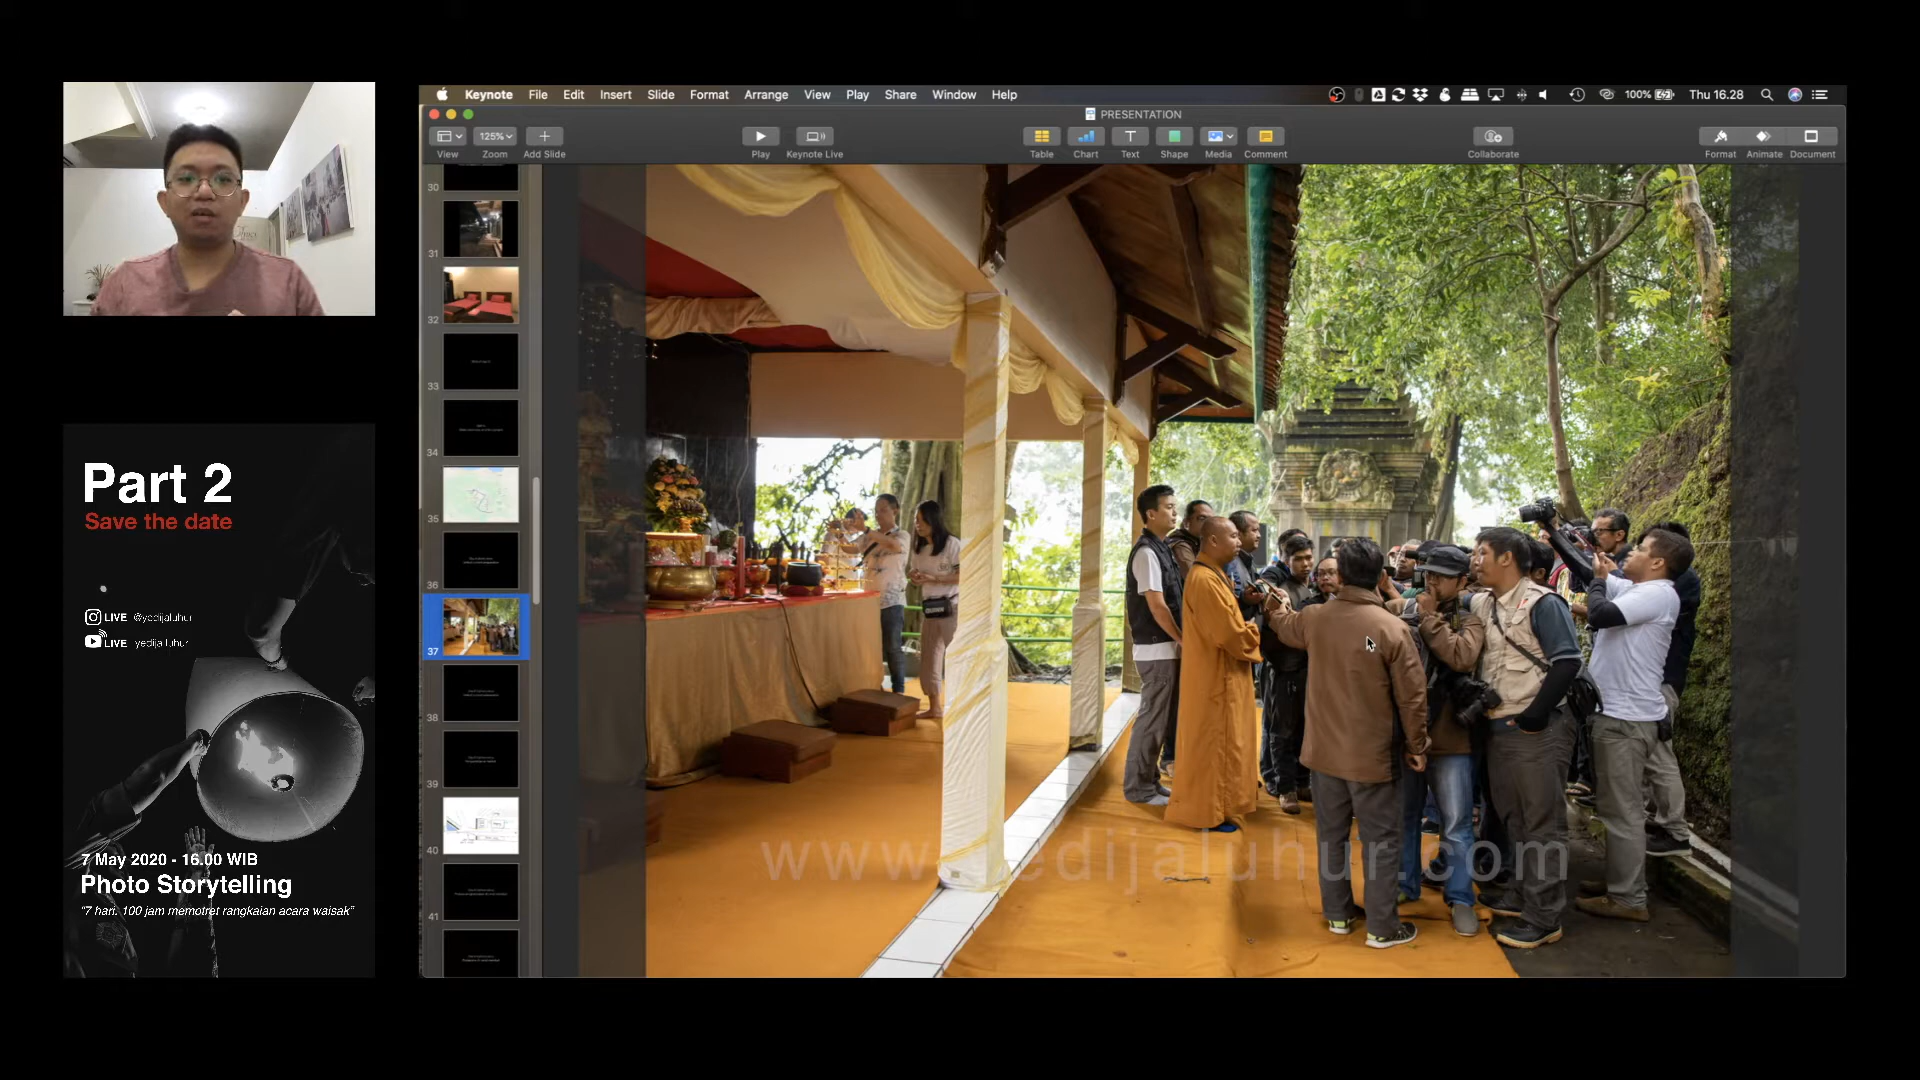 Keynote File Edit Insert Slide Format Arrange View Play Share Window Help
100% Thu 16.28
PRESENTATION
125%
View Zoom Add Slide Play Keynote Live Table Chart Text Shape Media Comment Collaborate Format Animate Document
30
31
32
33
34
35
36
37
38
39
40
41
www. edijaluhur.com
Part 2
Save the date
LIVE @yedijaluhur
LIVE yedijaluhur
7 May 2020 - 16.00 WIB
Photo Storytelling
"7 hari. 100 jam memotret rangkaian acara waisak"